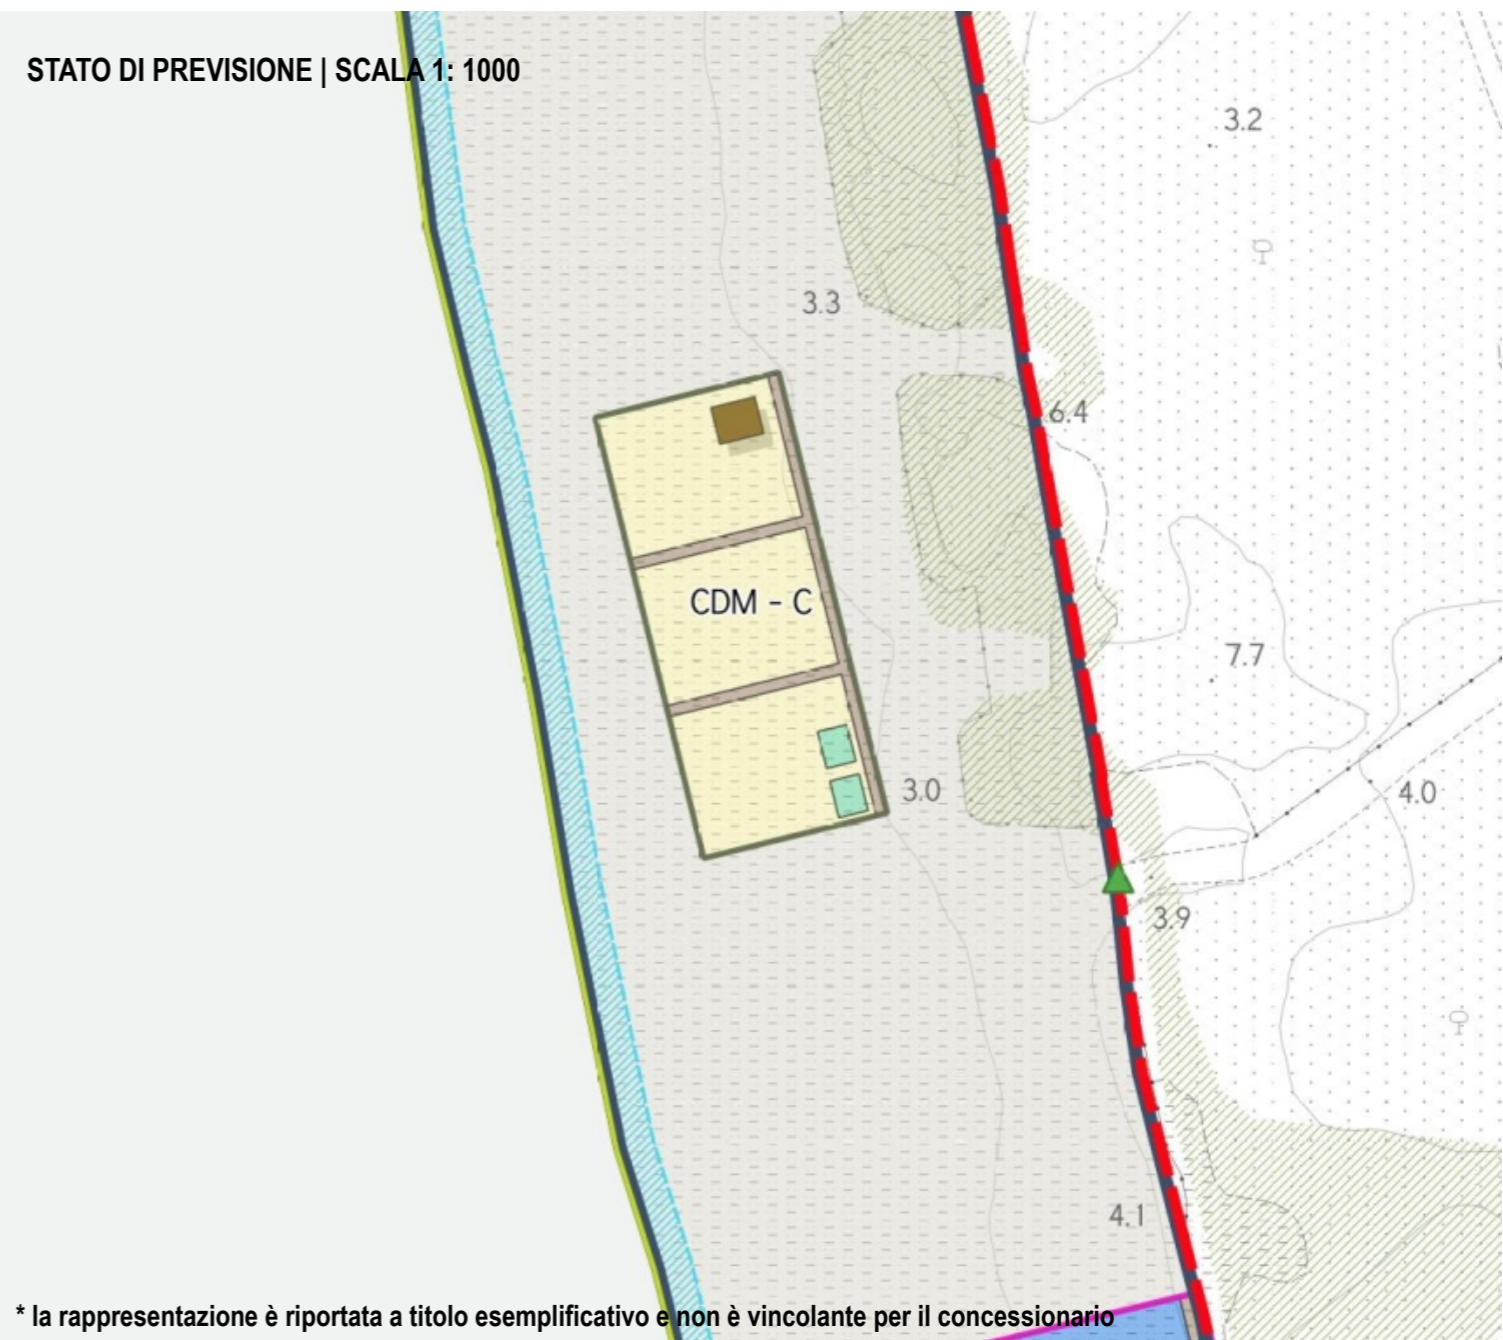 STATO DI PREVISIONE | SCALA 1: 1000
3.2
3.3
6.4
CDM - C
7.7
3.0
4.0
3.9
4.1
* la rappresentazione è riportata a titolo esemplificativo e non è vincolante per il concessionario